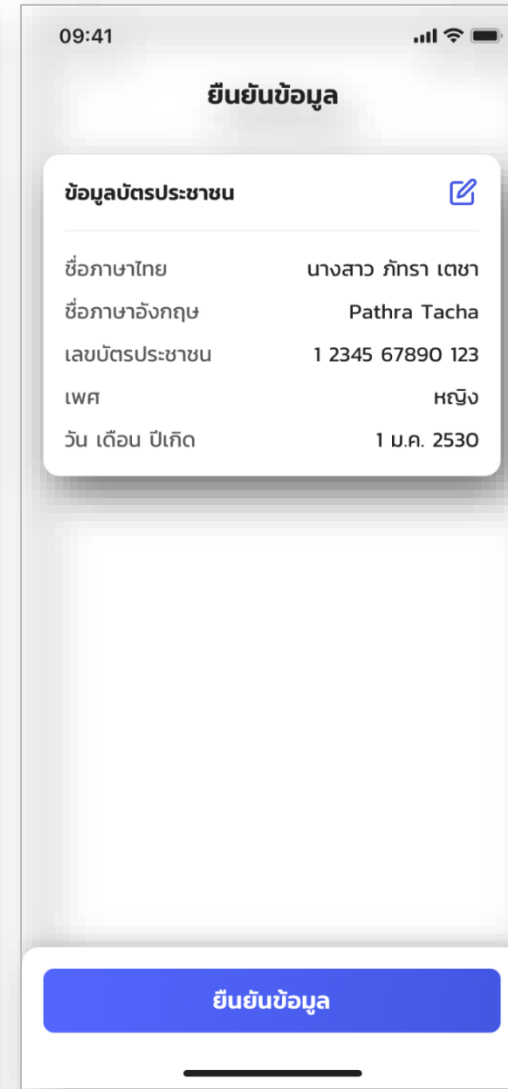 09:41
ยืนยันข้อมูล
ข้อมูลบัตรประชาชน
ชื่อภาษาไทย นางสาว ภัทรา เตชา
ชื่อภาษาอังกฤษ Pathra Tacha
เลขบัตรประชาชน 1 2345 67890 123
เพศ หญิง
วัน เดือน ปีเกิด 1 ม.ค. 2530
ยืนยันข้อมูล